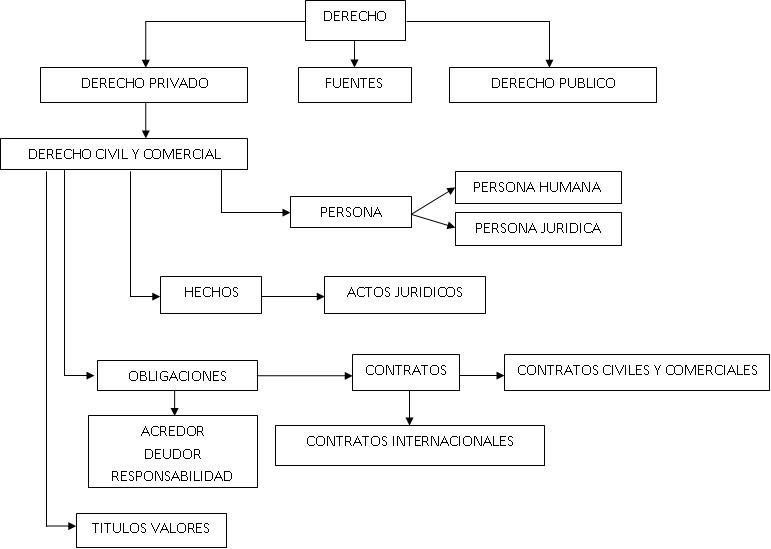 DERECHO
DERECHO PRIVADO
FUENTES
DERECHO PUBLICO
DERECHO CIVIL Y COMERCIAL
PERSONA
PERSONA HUMANA
PERSONA JURIDICA
HECHOS
ACTOS JURIDICOS
OBLIGACIONES
CONTRATOS
CONTRATOS CIVILES Y COMERCIALES
ACREDOR
DEUDOR
RESPONSABILIDAD
CONTRATOS INTERNACIONALES
TITULOS VALORES